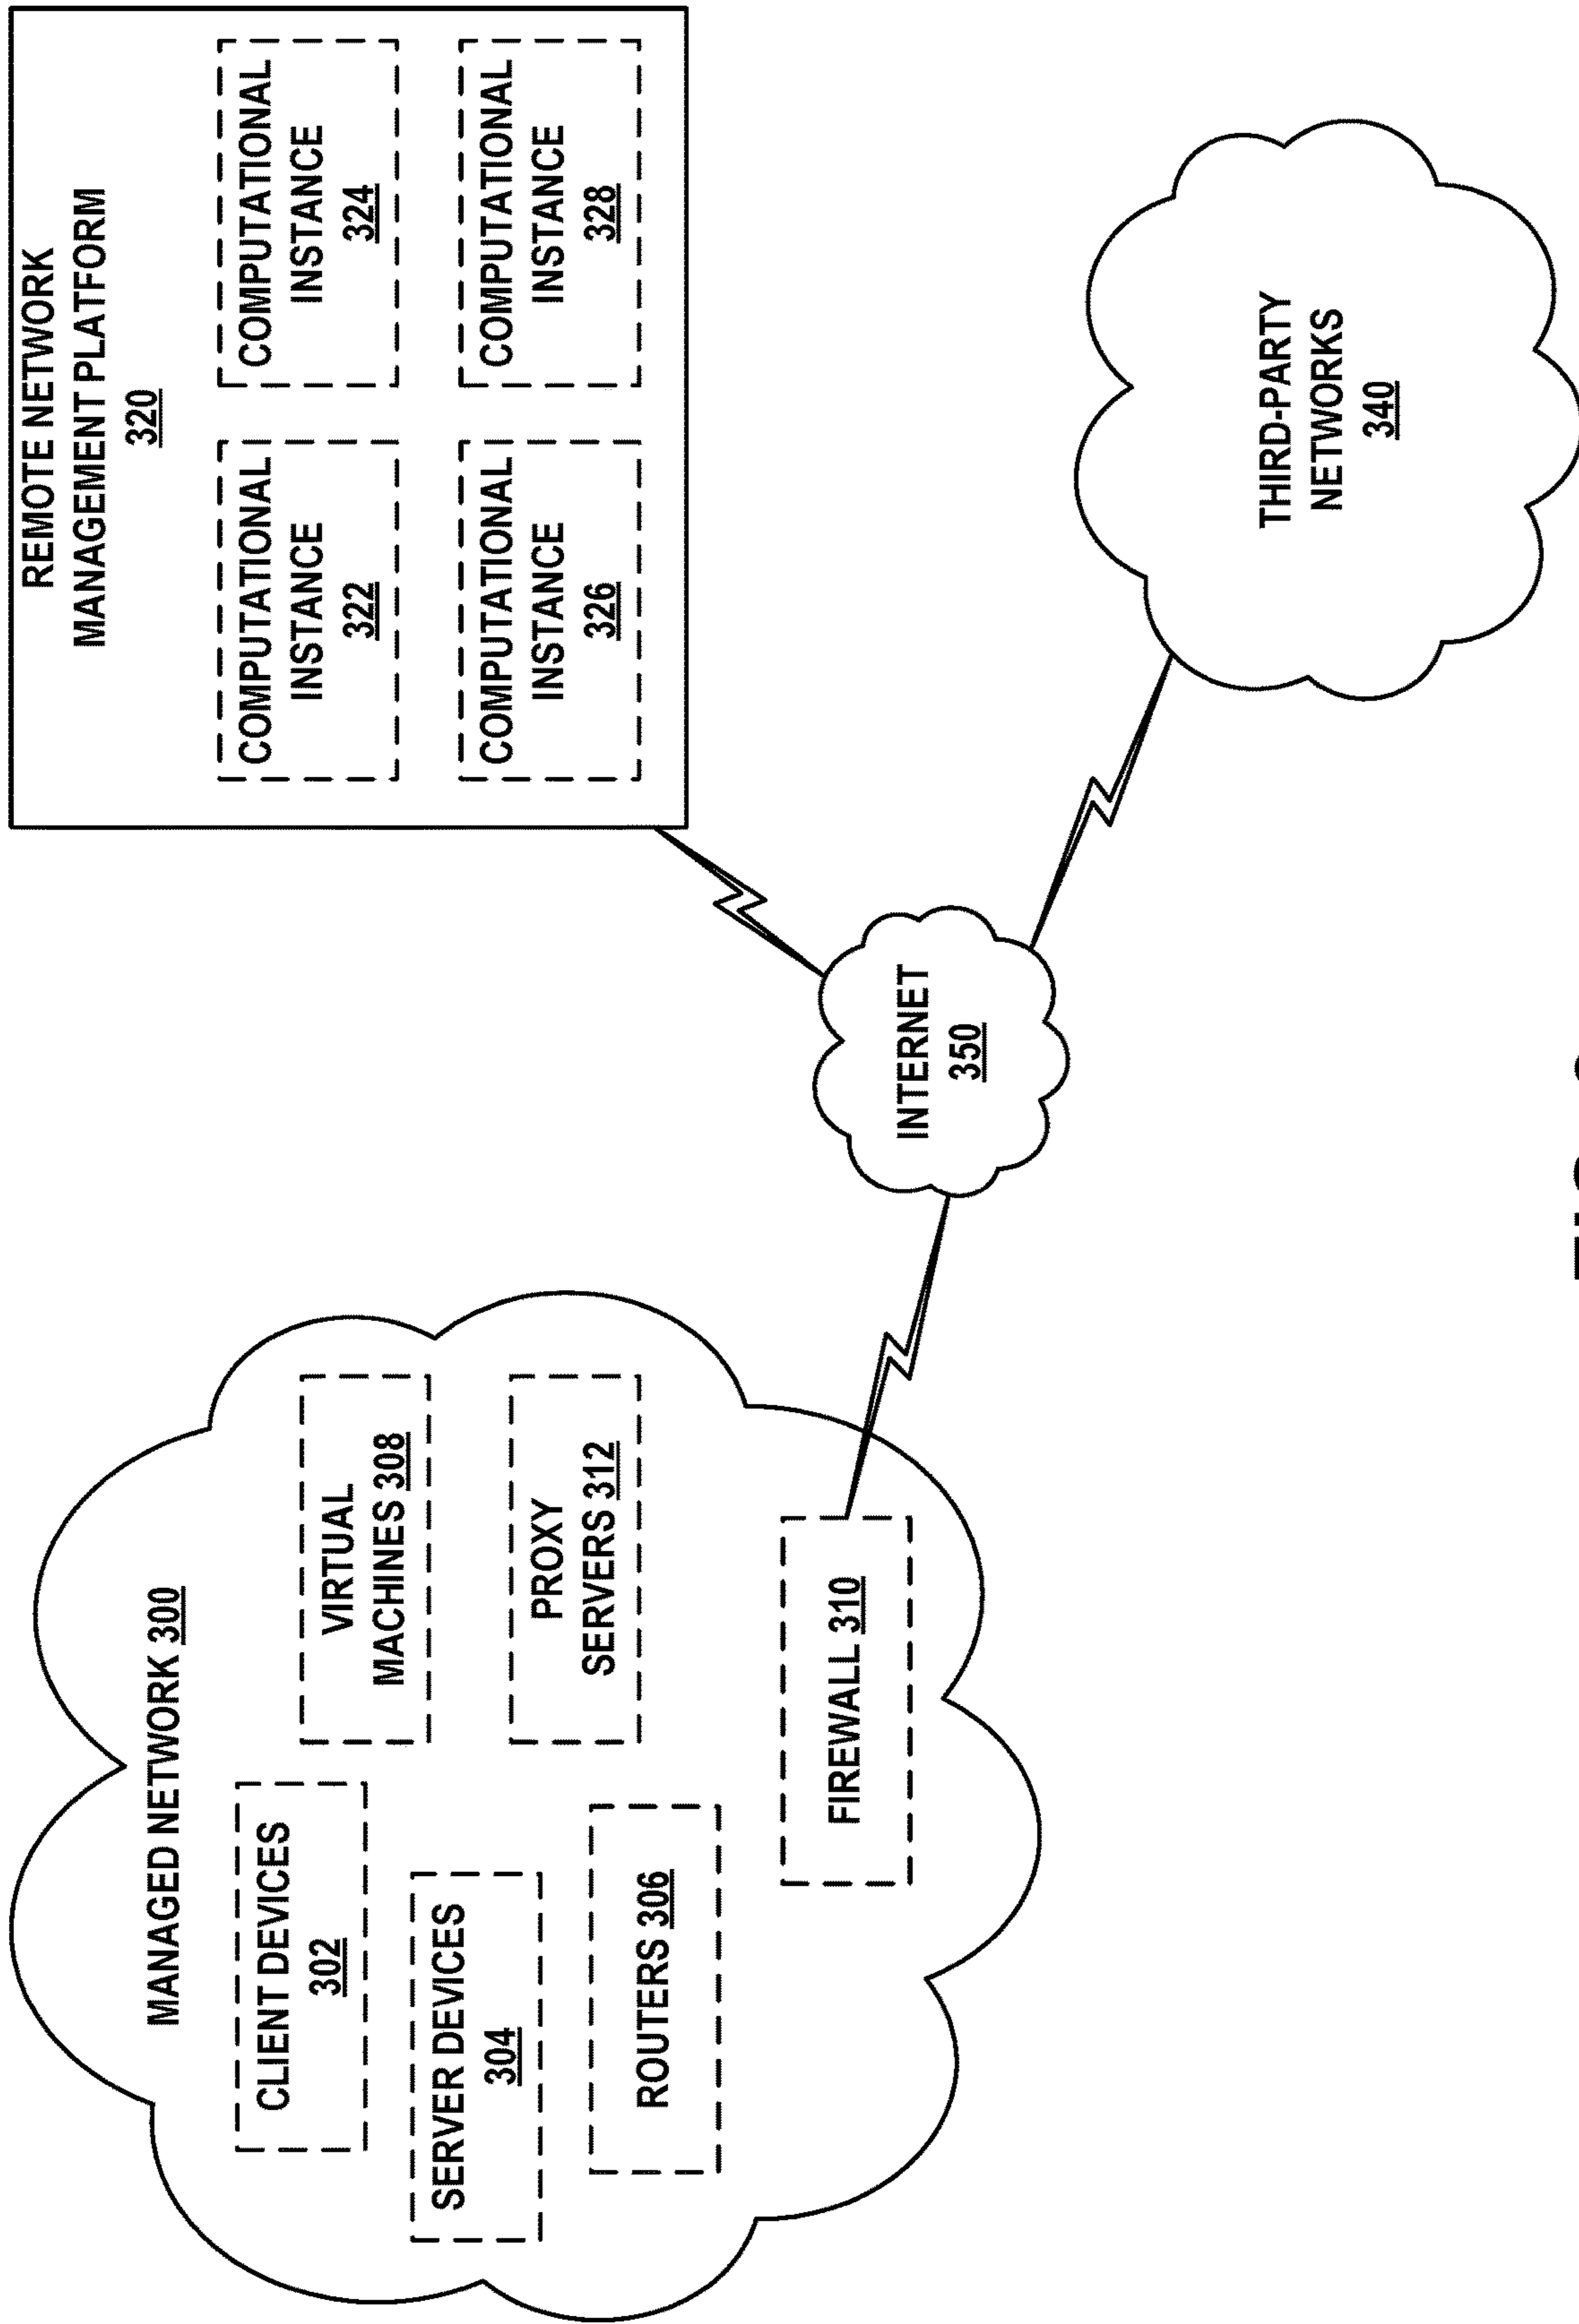 MANAGED NETWORK 300
CLIENT DEVICES
302
VIRTUAL
MACHINES 308
SERVER DEVICES
304
PROXY
SERVERS 312
ROUTERS 306
FIREWALL 310
INTERNET
350
REMOTE NETWORK
MANAGEMENT PLATFORM
320
COMPUTATIONAL
INSTANCE
322
COMPUTATIONAL
INSTANCE
324
COMPUTATIONAL
INSTANCE
326
COMPUTATIONAL
INSTANCE
328
THIRD-PARTY
NETWORKS
340